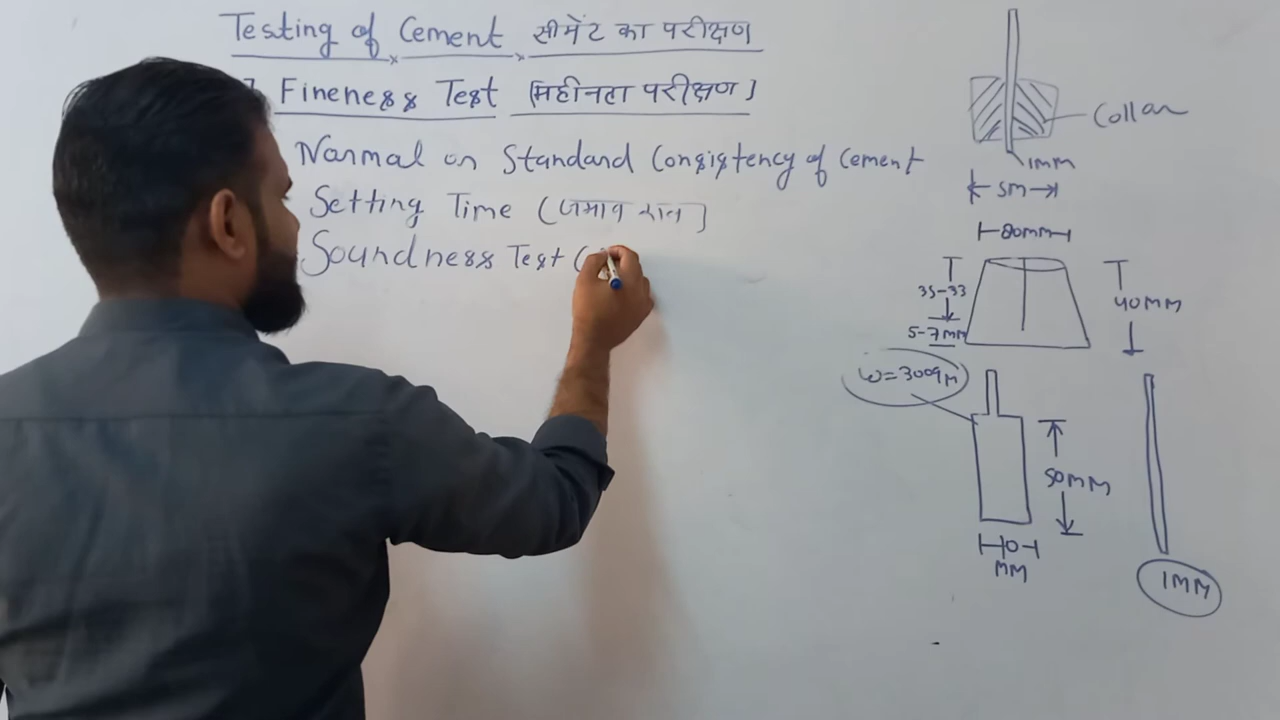 Testing of Cement सीमेंट का परीक्षण
Fineness Test (महीनता परीक्षण)
Normal or Standard Consistency of Cement
Setting Time (जमाव
Soundness Test (
Collar
1MM
5M
80MM
35-33
5-7MM
40MM
W=300gM
50MM
10
MM
1MM